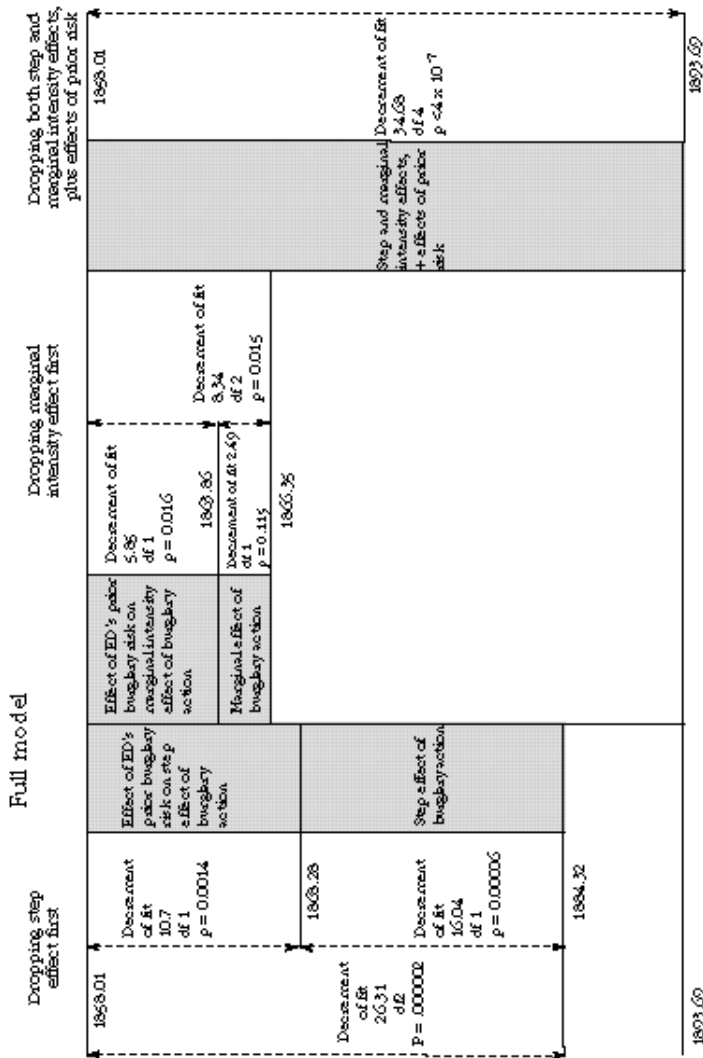 Full model
Dropping step
effect first
1858.01
Decrement
of fit
10.7
df 1
p = 0.0014
1868.28
Decrement
of fit
16.04
df 1
p = 0.00006
1884.32
Decrement
of fit
26.31
df2
P = .000002
1893.69
Effect of ED's
prior burglary
risk on step
effect of
burglary
action
Step effect of
burglary action
Effect of ED's prior
burglary risk on
marginal intensity
effect of burglary
action
Marginal effect of
burglary action
Dropping marginal
intensity effect first
Decrement of fit
5.85
df 1
p = 0.016
1863.86
Decrement of fit 2.49
df 1
p = 0.115
1866.35
Decrement of fit
8.34
df 2
p = 0.015
Dropping both step and
marginal intensity effects,
plus effects of prior risk
1858.01
Step and marginal
intensity effects,
+ effects of prior
risk
Decrement of fit
34.68
df 4
p <4 x 10-7
1893.69